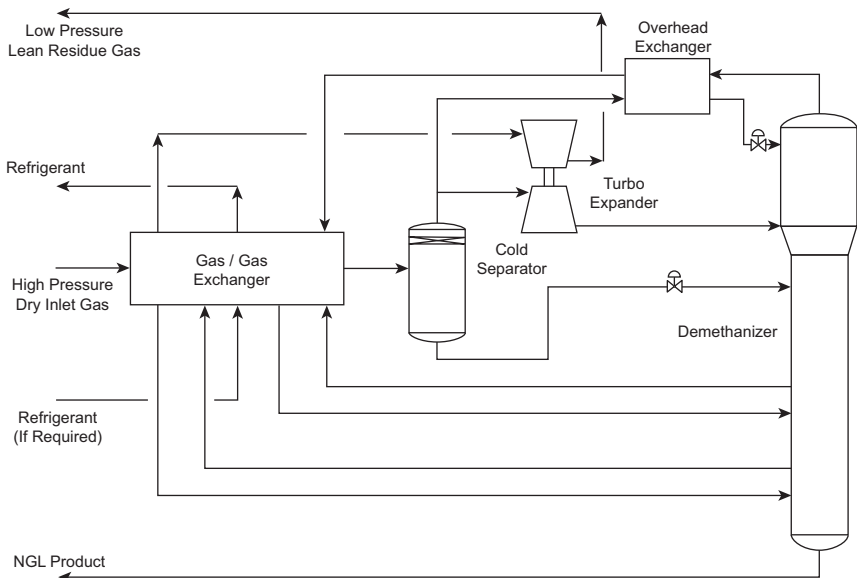 Low Pressure
Lean Residue Gas
Overhead
Exchanger
Refrigerant
Turbo
Expander
Gas / Gas
Exchanger
Cold
Separator
High Pressure
Dry Inlet Gas
Demethanizer
Refrigerant
(If Required)
NGL Product